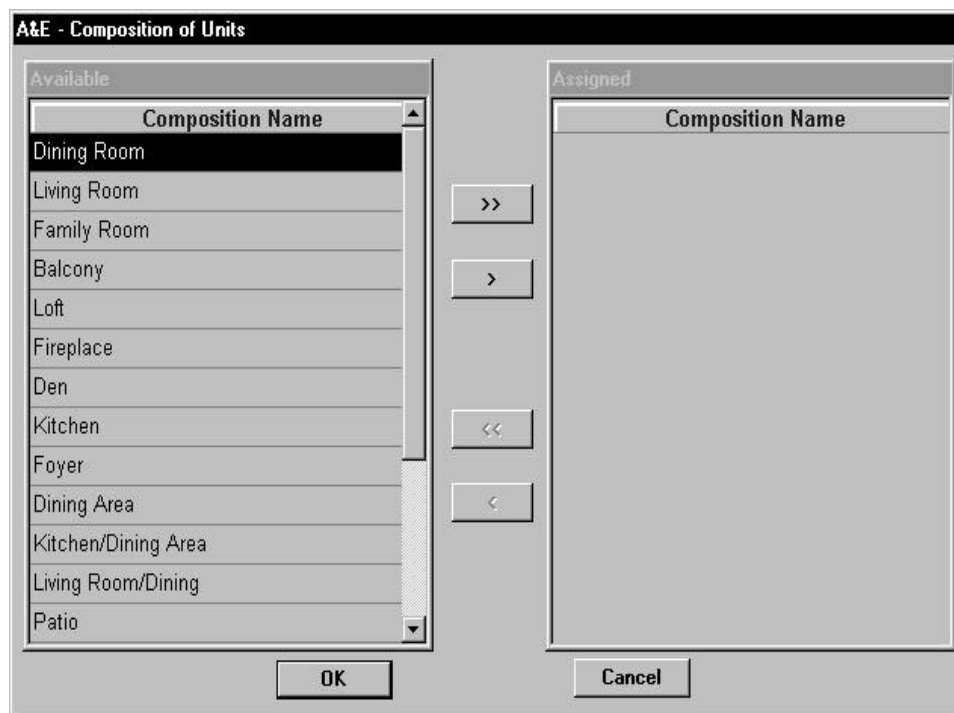 A&E - Composition of Units
Available
Composition Name
Dining Room
Living Room
Family Room
Balcony
Loft
Fireplace
Den
Kitchen
Foyer
Dining Area
Kitchen/Dining Area
Living Room/Dining
Patio
>>
>
<<
<
Assigned
Composition Name
OK
Cancel